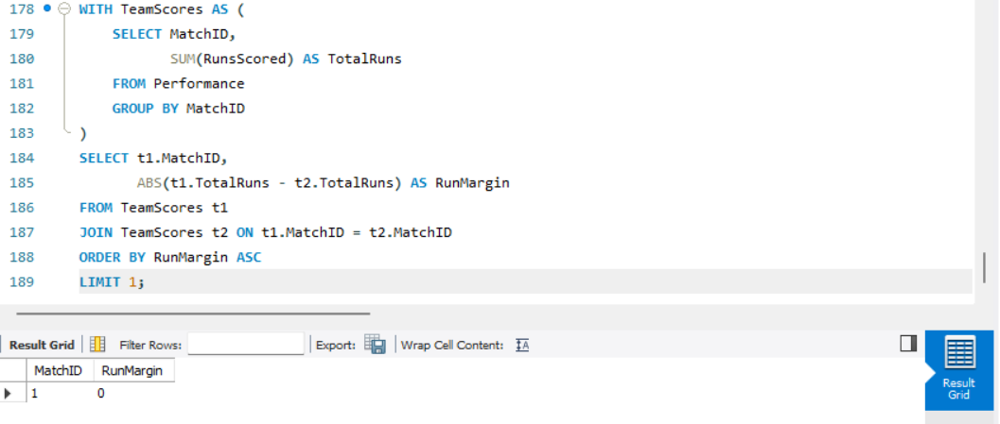 178 WITH TeamScores AS (
179 SELECT MatchID,
180 SUM(RunsScored) AS TotalRuns
181 FROM Performance
182 GROUP BY MatchID
183 )
184 SELECT t1.MatchID,
185 ABS(t1.TotalRuns - t2.TotalRuns) AS RunMargin
186 FROM TeamScores t1
187 JOIN TeamScores t2 ON t1.MatchID = t2.MatchID
188 ORDER BY RunMargin ASC
189 LIMIT 1;
Result Grid Filter Rows: Export: Wrap Cell Content: IA
MatchID RunMargin
1 0
Result
Grid